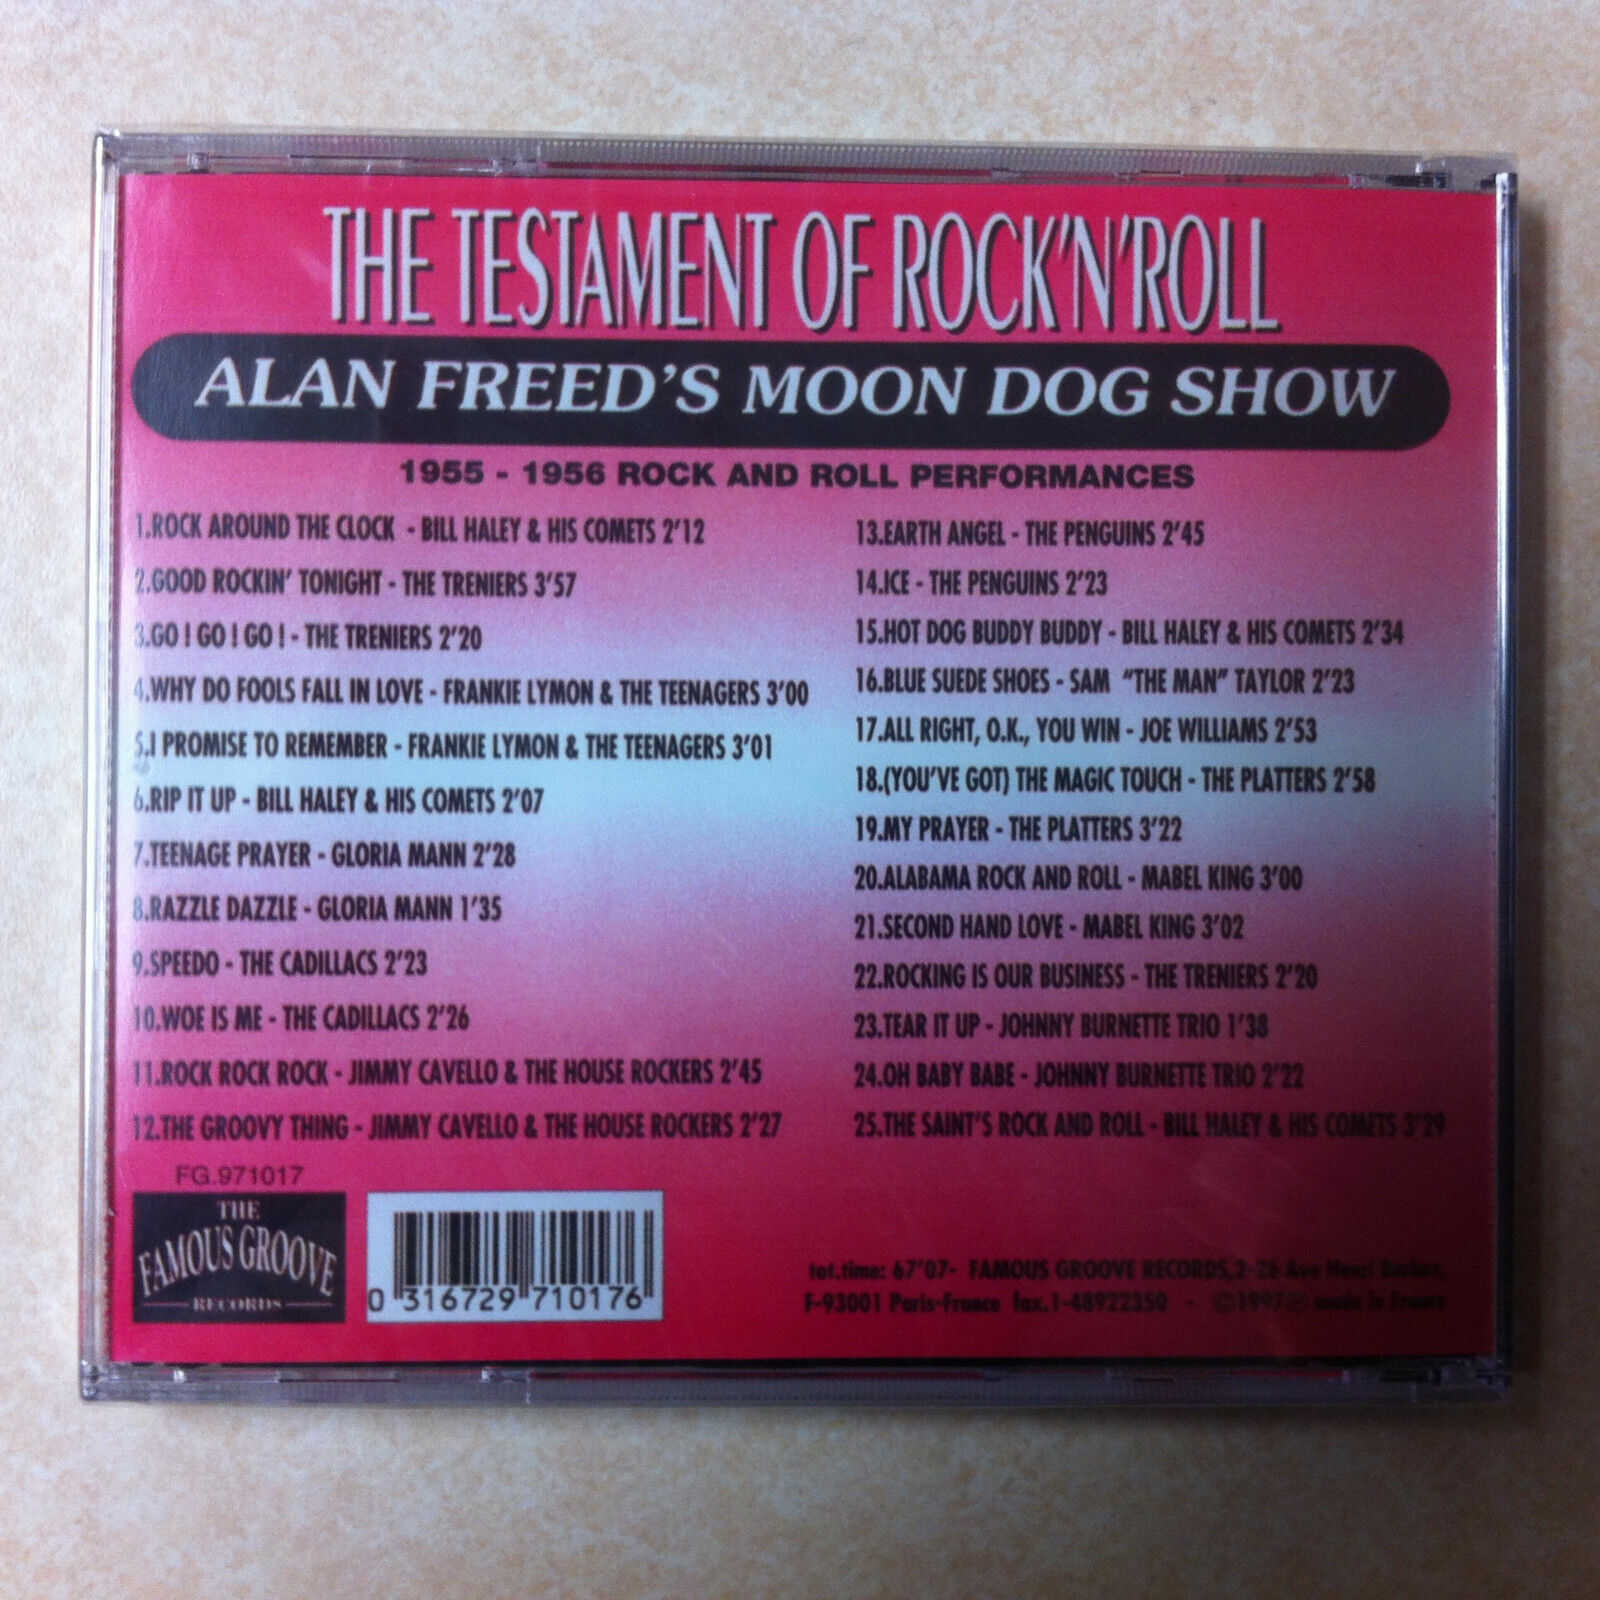 THE TESTAMENT OF ROCK'N'ROLL
ALAN FREED'S MOON DOG SHOW
1955 - 1956 ROCK AND ROLL PERFORMANCES
1.ROCK AROUND THE CLOCK - BILL HALEY & HIS COMETS 2'12
2.GOOD ROCKIN' TONIGHT - THE TRENIERS 3'57
3.GO ! GO ! GO ! - THE TRENIERS 2'20
4.WHY DO FOOLS FALL IN LOVE - FRANKIE LYMON & THE TEENAGERS 3'00
5.I PROMISE TO REMEMBER - FRANKIE LYMON & THE TEENAGERS 3'01
6.RIP IT UP - BILL HALEY & HIS COMETS 2'07
7.TEENAGE PRAYER - GLORIA MANN 2'28
8.RAZZLE DAZZLE - GLORIA MANN 1'35
9.SPEEDO - THE CADILLACS 2'23
10.WOE IS ME - THE CADILLACS 2'26
11.ROCK ROCK ROCK - JIMMY CAVELLO & THE HOUSE ROCKERS 2'45
12.THE GROOVY THING - JIMMY CAVELLO & THE HOUSE ROCKERS 2'27
13.EARTH ANGEL - THE PENGUINS 2'45
14.ICE - THE PENGUINS 2'23
15.HOT DOG BUDDY BUDDY - BILL HALEY & HIS COMETS 2'34
16.BLUE SUEDE SHOES - SAM "THE MAN" TAYLOR 2'23
17.ALL RIGHT, O.K., YOU WIN - JOE WILLIAMS 2'53
18.(YOU'VE GOT) THE MAGIC TOUCH - THE PLATTERS 2'58
19.MY PRAYER - THE PLATTERS 3'22
20.ALABAMA ROCK AND ROLL - MABEL KING 3'00
21.SECOND HAND LOVE - MABEL KING 3'02
22.ROCKING IS OUR BUSINESS - THE TRENIERS 2'20
23.TEAR IT UP - JOHNNY BURNETTE TRIO 1'38
24.OH BABY BABE - JOHNNY BURNETTE TRIO 2'22
25.THE SAINT'S ROCK AND ROLL - BILL HALEY & HIS COMETS 3'29
FG.971017
THE
FAMOUS GROOVE
RECORDS
0 316729 710176
tot.time: 67'07- FAMOUS GROOVE RECORDS,2-26 Ave Henri
F-93001 Paris-France fax.1-48922350 - ©1997℗ made in France